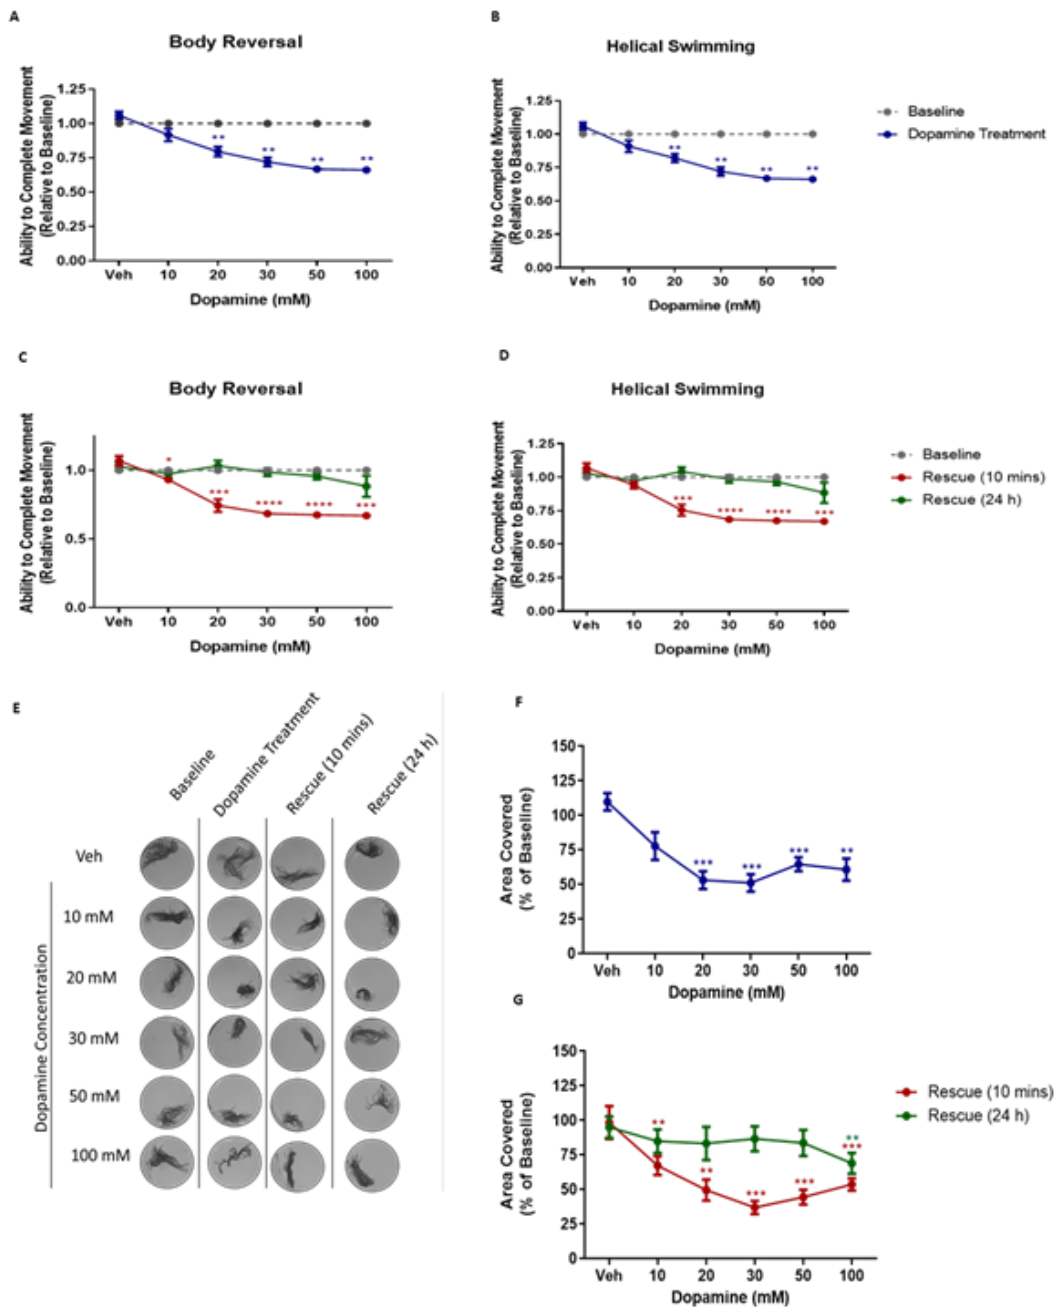 A
Body Reversal
Ability to Complete Movement
(Relative to Baseline)
1.25
1.00
0.75
0.50
0.25
0.00
**
**
**
**
Veh 10 20 30 50 100
Dopamine (mM)
B
Helical Swimming
Ability to Complete Movement
(Relative to Baseline)
1.25
1.00
0.75
0.50
0.25
0.00
**
**
**
**
Veh 10 20 30 50 100
Dopamine (mM)
Baseline
Dopamine Treatment
C
Body Reversal
Ability to Complete Movement
(Relative to Baseline)
1.0
0.5
0.0
*
***
****
****
***
Veh 10 20 30 50 100
Dopamine (mM)
D
Helical Swimming
Ability to Complete Movement
(Relative to Baseline)
1.25
1.00
0.75
0.50
0.25
0.00
***
****
****
***
Veh 10 20 30 50 100
Dopamine (mM)
Baseline
Rescue (10 mins)
Rescue (24 h)
E
Baseline
Dopamine Treatment
Rescue (10 mins)
Rescue (24 h)
Dopamine Concentration
Veh
10 mM
20 mM
30 mM
50 mM
100 mM
F
Area Covered
(% of Baseline)
150
125
100
75
50
25
0
***
***
***
**
Veh 10 20 30 50 100
Dopamine (mM)
G
Area Covered
(% of Baseline)
150
125
100
75
50
25
0
**
**
***
***
**
***
Veh 10 20 30 50 100
Dopamine (mM)
Rescue (10 mins)
Rescue (24 h)